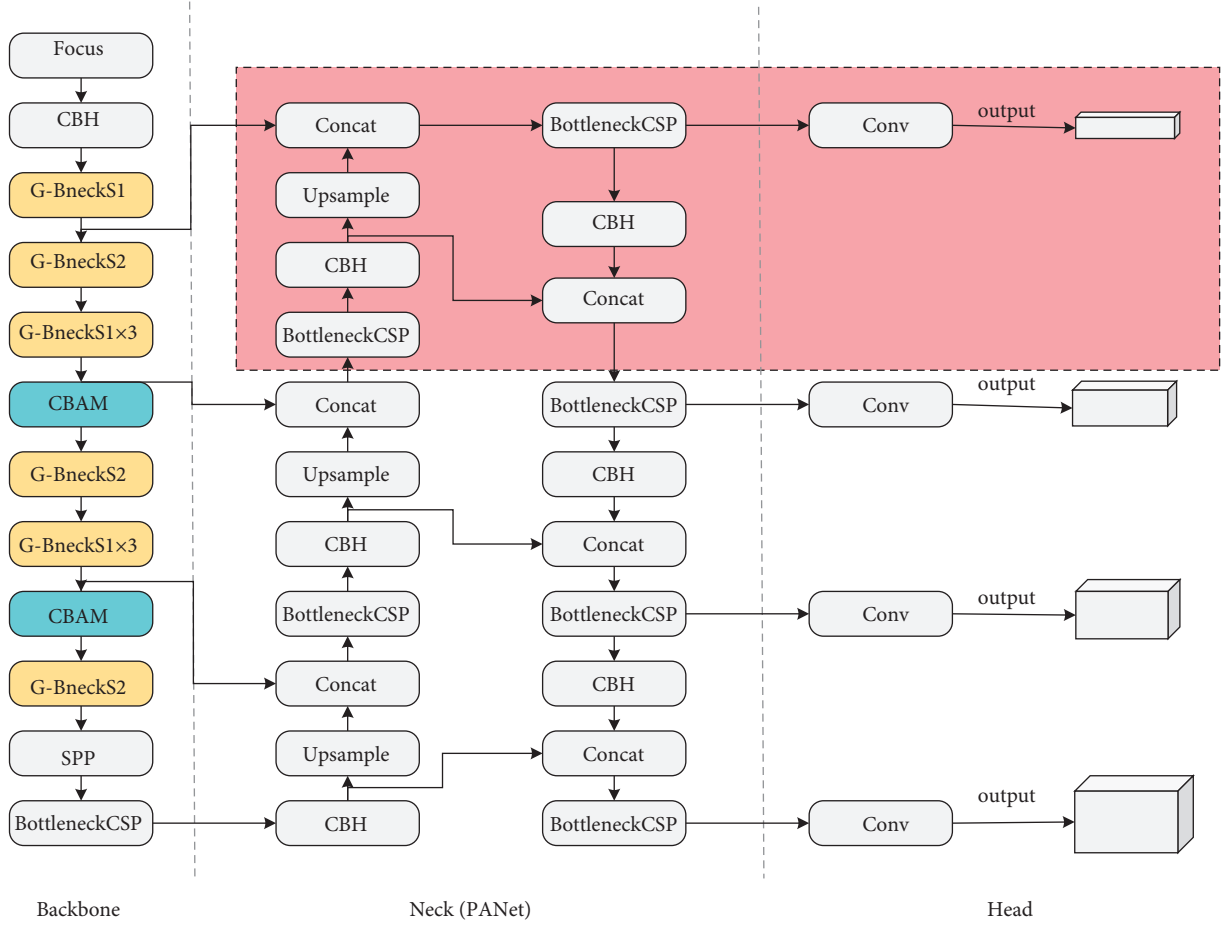 Focus
CBH
G-BneckS1
G-BneckS2
G-BneckS1×3
CBAM
G-BneckS2
G-BneckS1×3
CBAM
G-BneckS2
SPP
BottleneckCSP
Concat
Upsample
CBH
BottleneckCSP
Concat
Upsample
CBH
BottleneckCSP
Concat
Upsample
CBH
BottleneckCSP
CBH
Concat
BottleneckCSP
CBH
Concat
BottleneckCSP
CBH
Concat
BottleneckCSP
Conv
output
Conv
output
Conv
output
Conv
output
Backbone
Neck (PANet)
Head